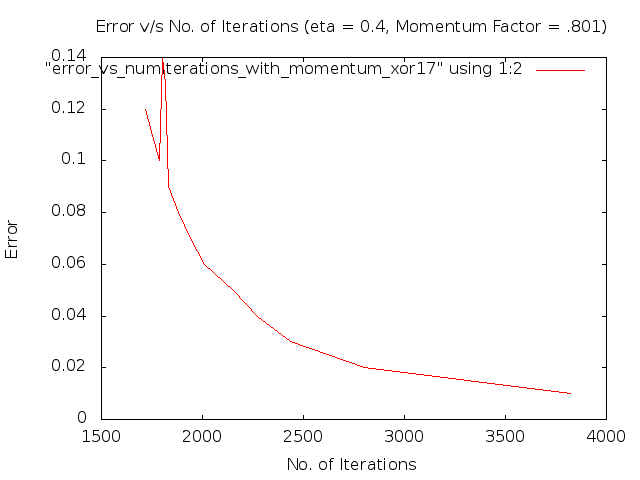 Error v/s No. of Iterations (eta = 0.4, Momentum Factor = .801)
"error_vs_numiterations_with_momentum_xor17" using 1:2
0.14
0.12
0.1
0.08
0.06
0.04
0.02
0
Error
1500 2000 2500 3000 3500 4000
No. of Iterations